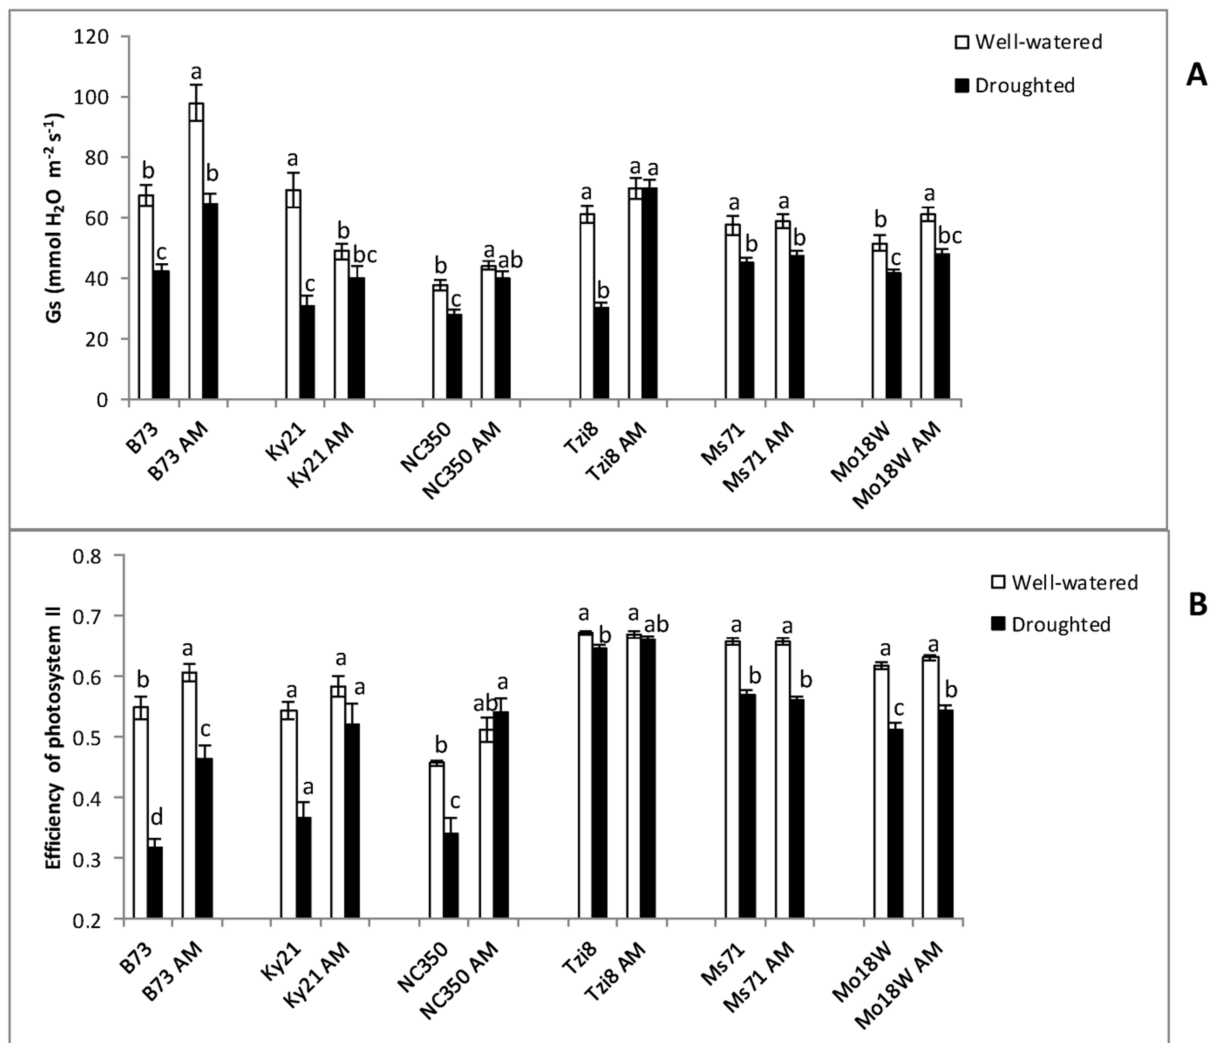 A
Well-watered
Droughted
Gs (mmol H₂O m⁻² s⁻¹)
120
100
80
60
40
20
0
b
c
a
b
a
c
b
bc
b
c
a
ab
a
b
a
a
a
b
a
b
b
c
a
bc
B73
B73 AM
Ky21
Ky21 AM
NC350
NC350 AM
Tzi8
Tzi8 AM
Ms71
Ms71 AM
Mo18W
Mo18W AM
B
Well-watered
Droughted
Efficiency of photosystem II
0.8
0.7
0.6
0.5
0.4
0.3
0.2
b
d
a
c
a
a
a
a
b
c
ab
a
a
b
a
ab
a
b
a
b
a
c
a
b
B73
B73 AM
Ky21
Ky21 AM
NC350
NC350 AM
Tzi8
Tzi8 AM
Ms71
Ms71 AM
Mo18W
Mo18W AM